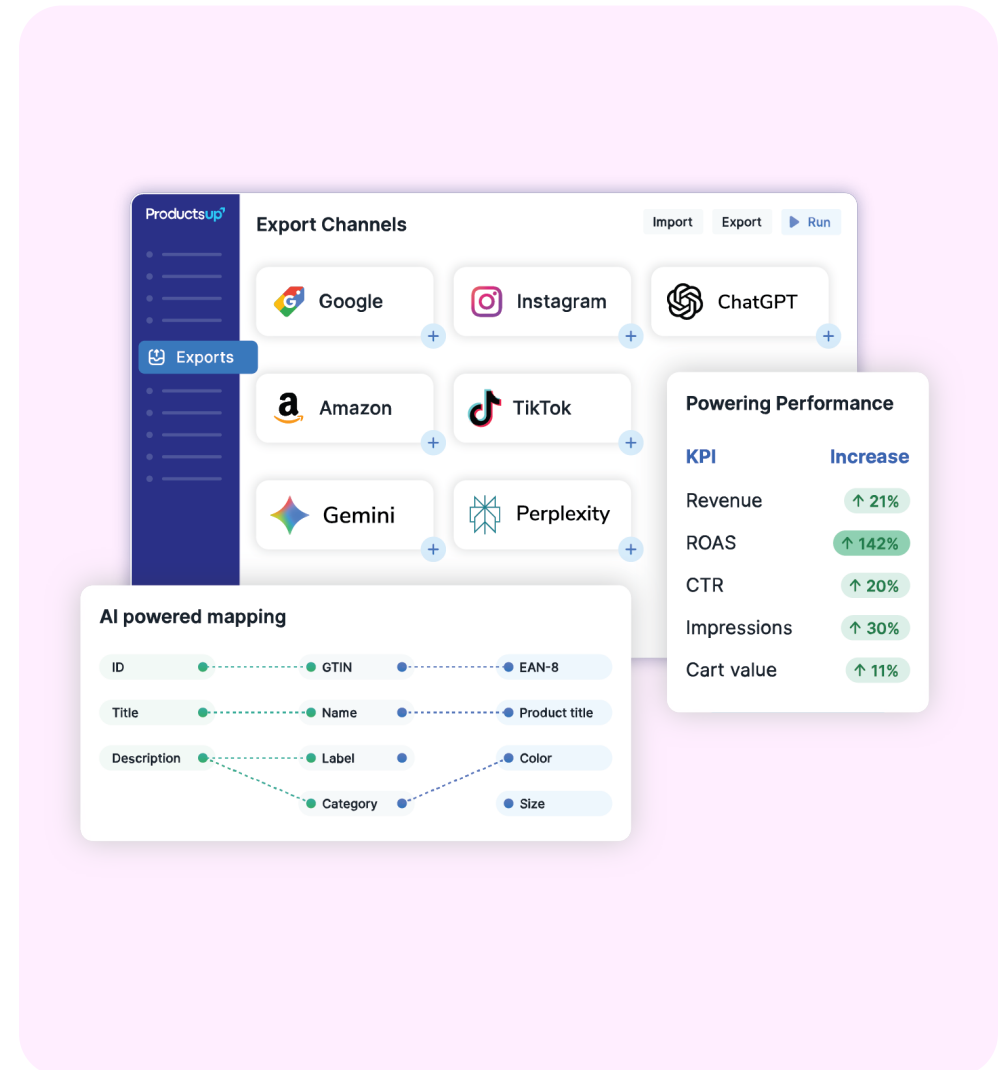 Productsup
Export Channels
Import
Export
Run
Google
Instagram
ChatGPT
Exports
Amazon
TikTok
Gemini
Perplexity
Powering Performance
KPI Increase
Revenue ↑ 21%
ROAS ↑ 142%
CTR ↑ 20%
Impressions ↑ 30%
Cart value ↑ 11%
AI powered mapping
ID GTIN EAN-8
Title Name Product title
Description Label Color
Category Size